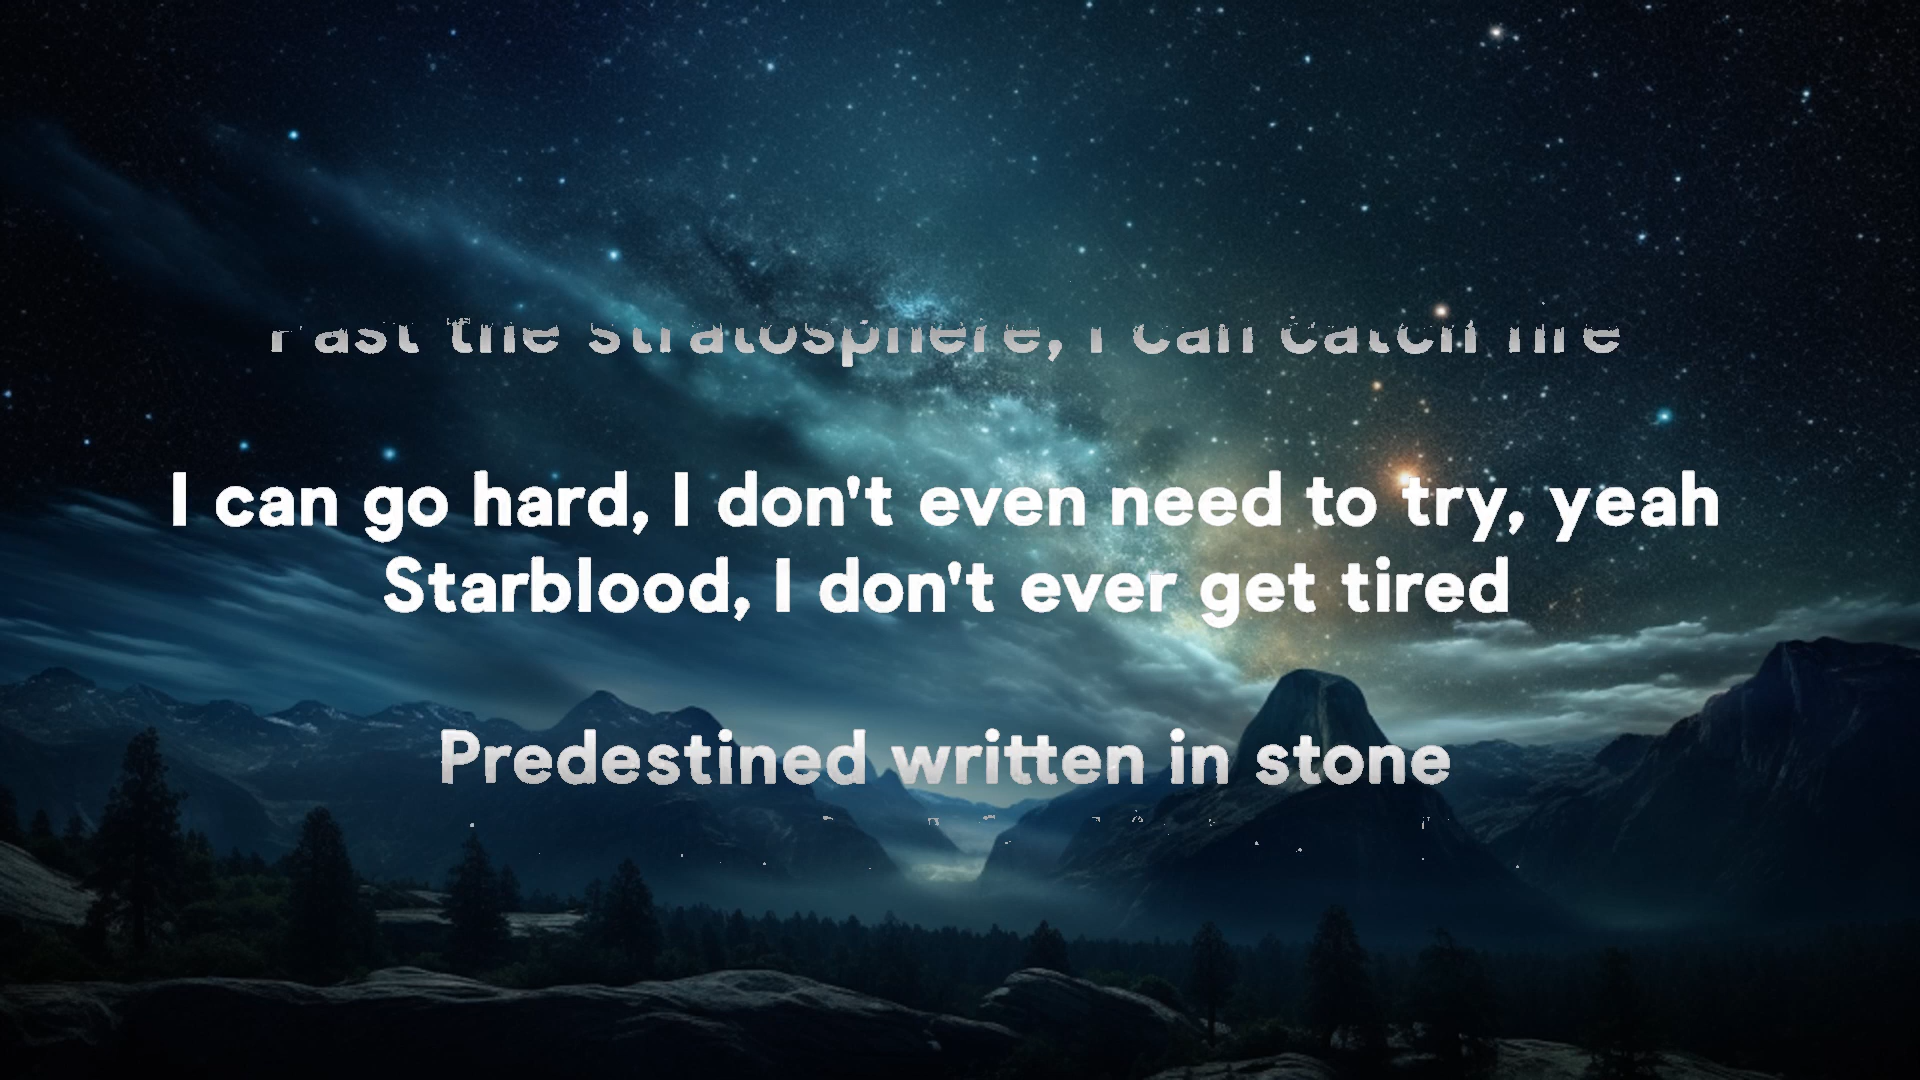 Past the stratosphere, I can catch fire
I can go hard, I don't even need to try, yeah
Starblood, I don't ever get tired
Predestined written in stone